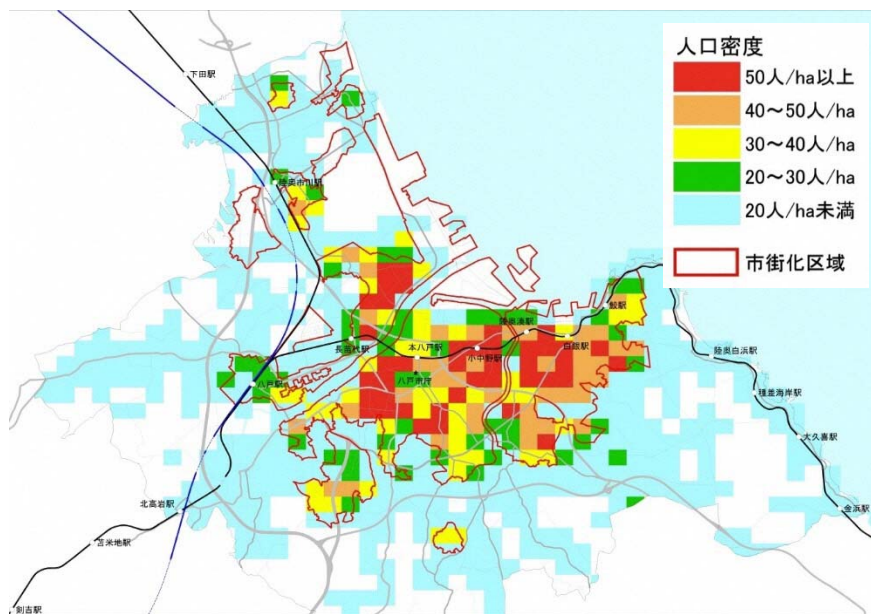 人口密度
50人/ha以上
40～50人/ha
30～40人/ha
20～30人/ha
20人/ha未満
市街化区域
下田駅
陸奥市川駅
鮫駅
陸奥湊駅
白銀駅
長苗代駅
本八戸駅
小中野駅
陸奥白浜駅
八戸市庁
八戸駅
種差海岸駅
大久喜駅
北高岩駅
金浜駅
苫米地駅
剣吉駅